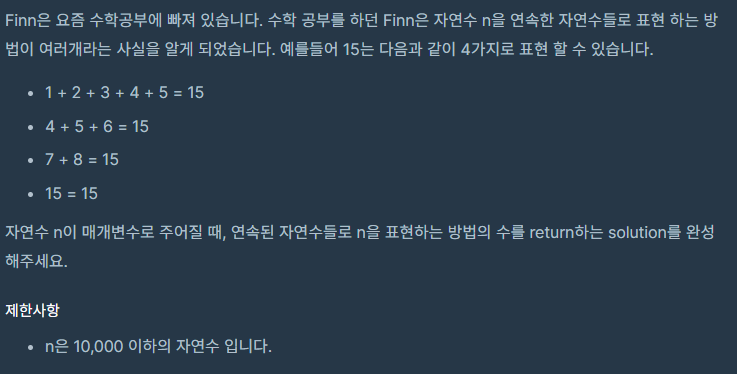 Finn은 요즘 수학공부에 빠져 있습니다. 수학 공부를 하던 Finn은 자연수 n을 연속한 자연수들로 표현 하는 방
법이 여러개라는 사실을 알게 되었습니다. 예를들어 15는 다음과 같이 4가지로 표현 할 수 있습니다.
• 1 + 2 + 3 + 4 + 5 = 15
• 4 + 5 + 6 = 15
• 7 + 8 = 15
• 15 = 15
자연수 n이 매개변수로 주어질 때, 연속된 자연수들로 n을 표현하는 방법의 수를 return하는 solution를 완성
해주세요.
제한사항
• n은 10,000 이하의 자연수 입니다.